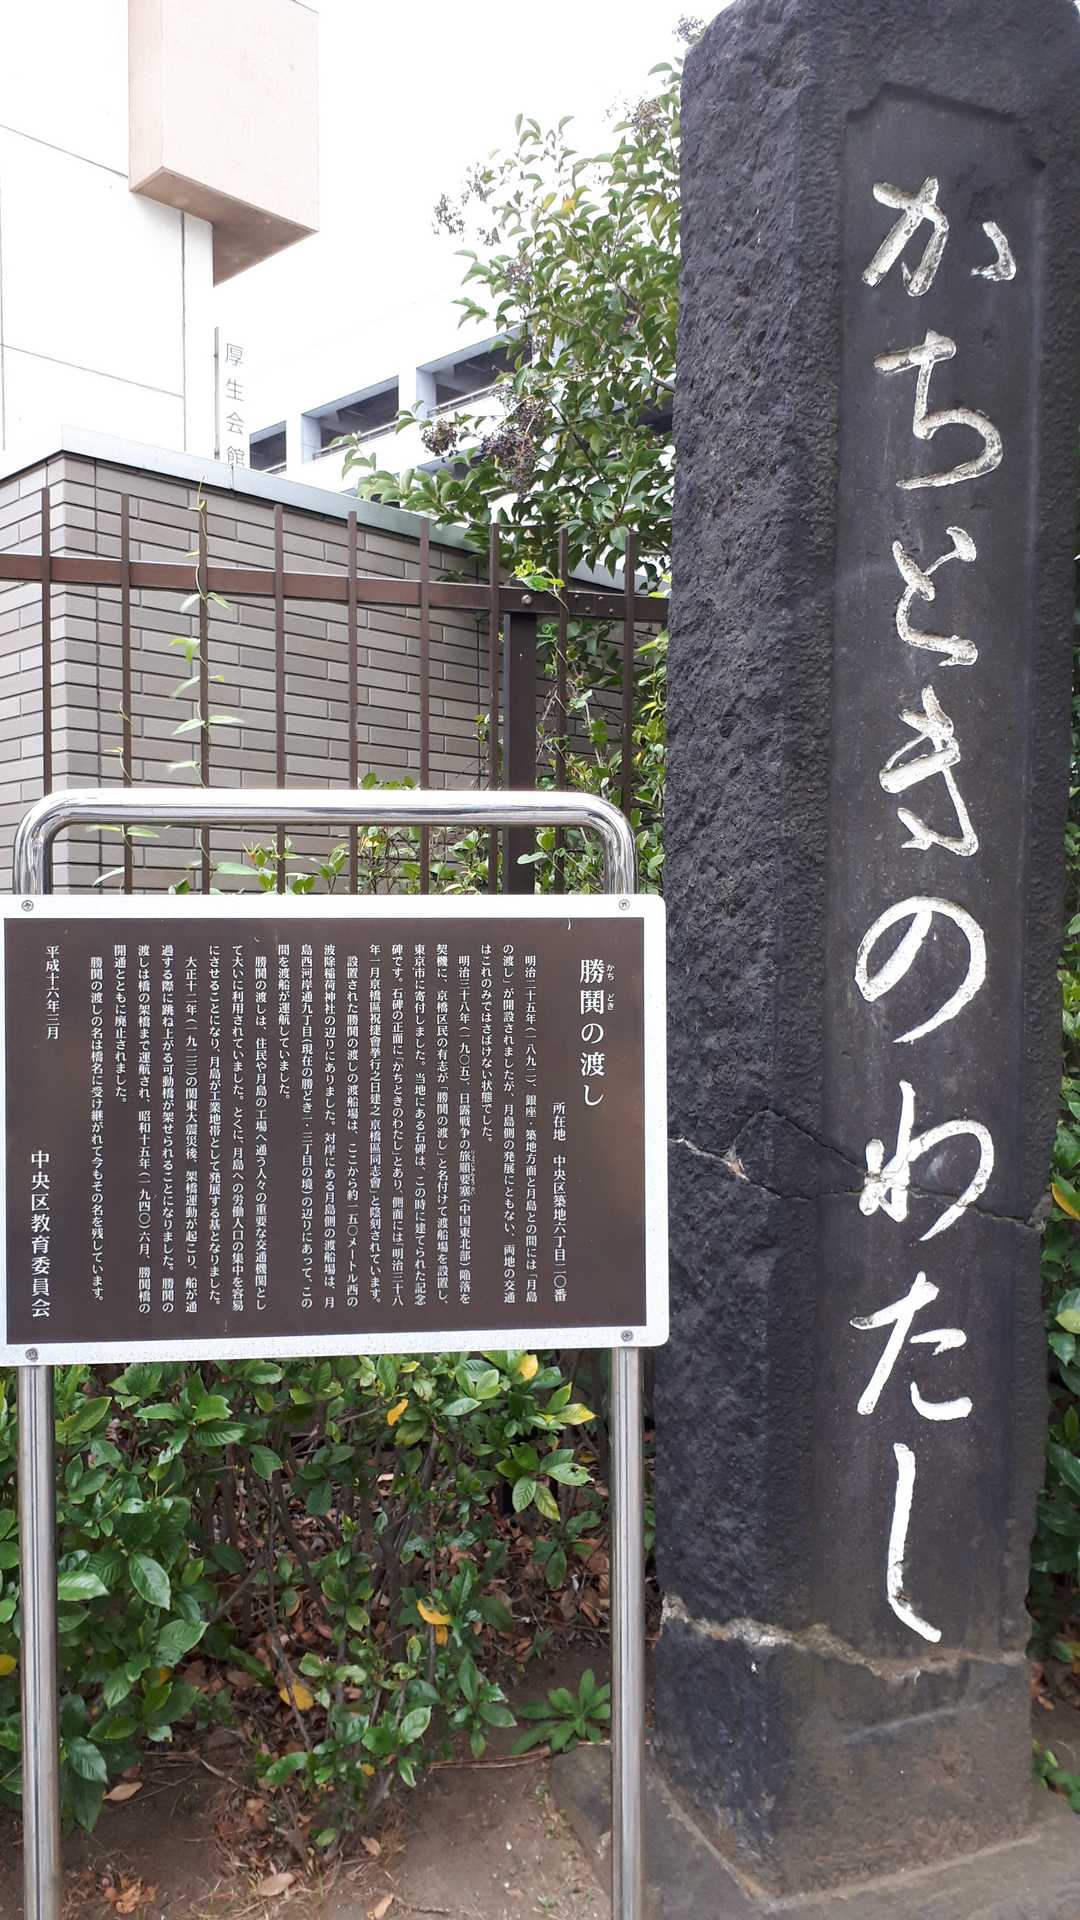 かちときのわたし
厚生会館
勝鬨の渡し
かち どき
所在地 中央区築地六丁目二〇番
明治二十五年(一八九二)、銀座・築地方面と月島との間には「月島
の渡し」が開設されましたが、月島側の発展にともない、両地の交通
はこれのみではさばけない状態でした。
明治三十八年(一九〇五)、日露戦争の旅順要塞(中国東北部)陥落を
契機に、京橋区民の有志が「勝鬨の渡し」と名付けて渡船場を設置し、
東京市に寄付しました。当地にある石碑は、この時に建てられた記念
碑です。石碑の正面に「かちときのわたし」とあり、側面には「明治三十八
年一月京橋區祝捷會挙行之日建之 京橋區同志會」と陰刻されています。
設置された勝鬨の渡しの渡船場は、ここから約一五〇メートル西の
波除稲荷神社の辺りにありました。対岸にある月島側の渡船場は、月
島西河岸通九丁目(現在の勝どき一・三丁目の境)の辺りにあって、この
間を渡船が運航していました。
勝鬨の渡しは、住民や月島の工場へ通う人々の重要な交通機関とし
て大いに利用されていました。とくに、月島への労働人口の集中を容易
にさせることになり、月島が工業地帯として発展する基となりました。
大正十二年(一九二三)の関東大震災後、架橋運動が起こり、船が通
過する際に跳ね上がる可動橋が架せられることになりました。勝鬨の
渡しは橋の架橋まで運航され、昭和十五年(一九四〇)六月、勝鬨橋の
開通とともに廃止されました。
勝鬨の渡しの名は橋名に受け継がれて今もその名を残しています。
平成十六年三月
中央区教育委員会